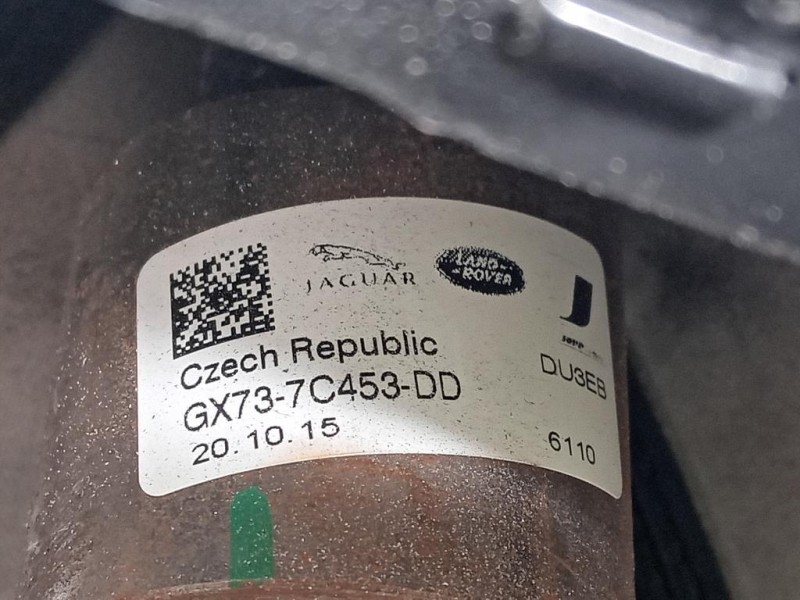 JAGUAR
LAND-
-ROVER
Czech Republic
GX73-7C453-DD
20.10.15
J
DU3EB
6110